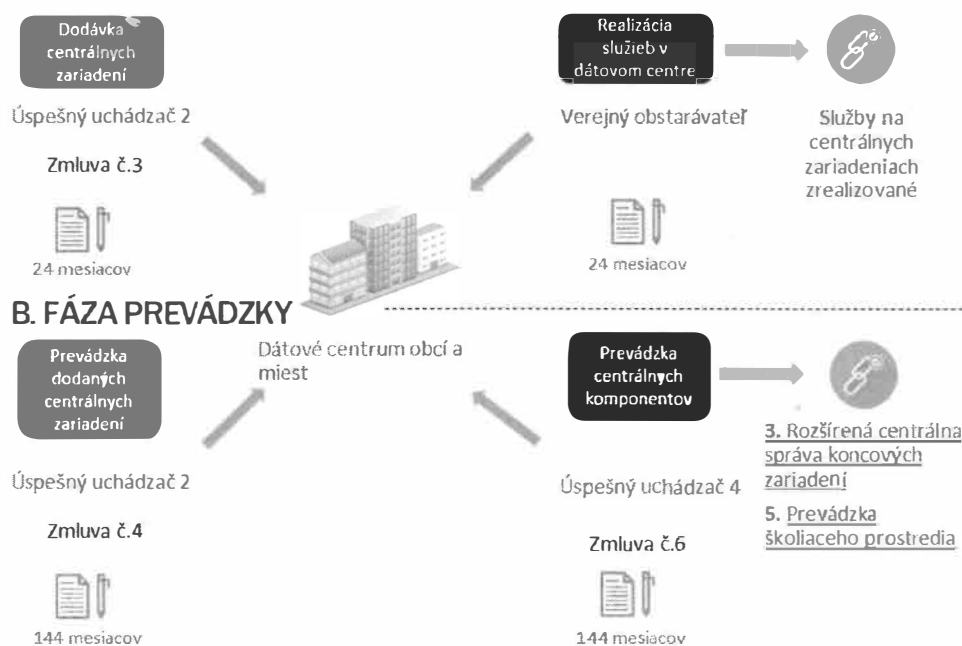 Dodávka
centrálnych
zariadení
Úspešný uchádzač 2
Zmluva č.3
24 mesiacov
Realizácia
služieb v
dátovom centre
Verejný obstarávateľ
24 mesiacov
Služby na
centrálnych
zariadeniach
zrealizované
B. FÁZA PREVÁDZKY
Prevádzka
dodaných
centrálnych
zariadení
Úspešný uchádzač 2
Zmluva č.4
144 mesiacov
Dátové centrum obcí a
miest
Prevádzka
centrálnych
komponentov
Úspešný uchádzač 4
Zmluva č.6
144 mesiacov
3. Rozšírená centrálna
správa koncových
zariadení
5. Prevádzka
školiaceho prostredia